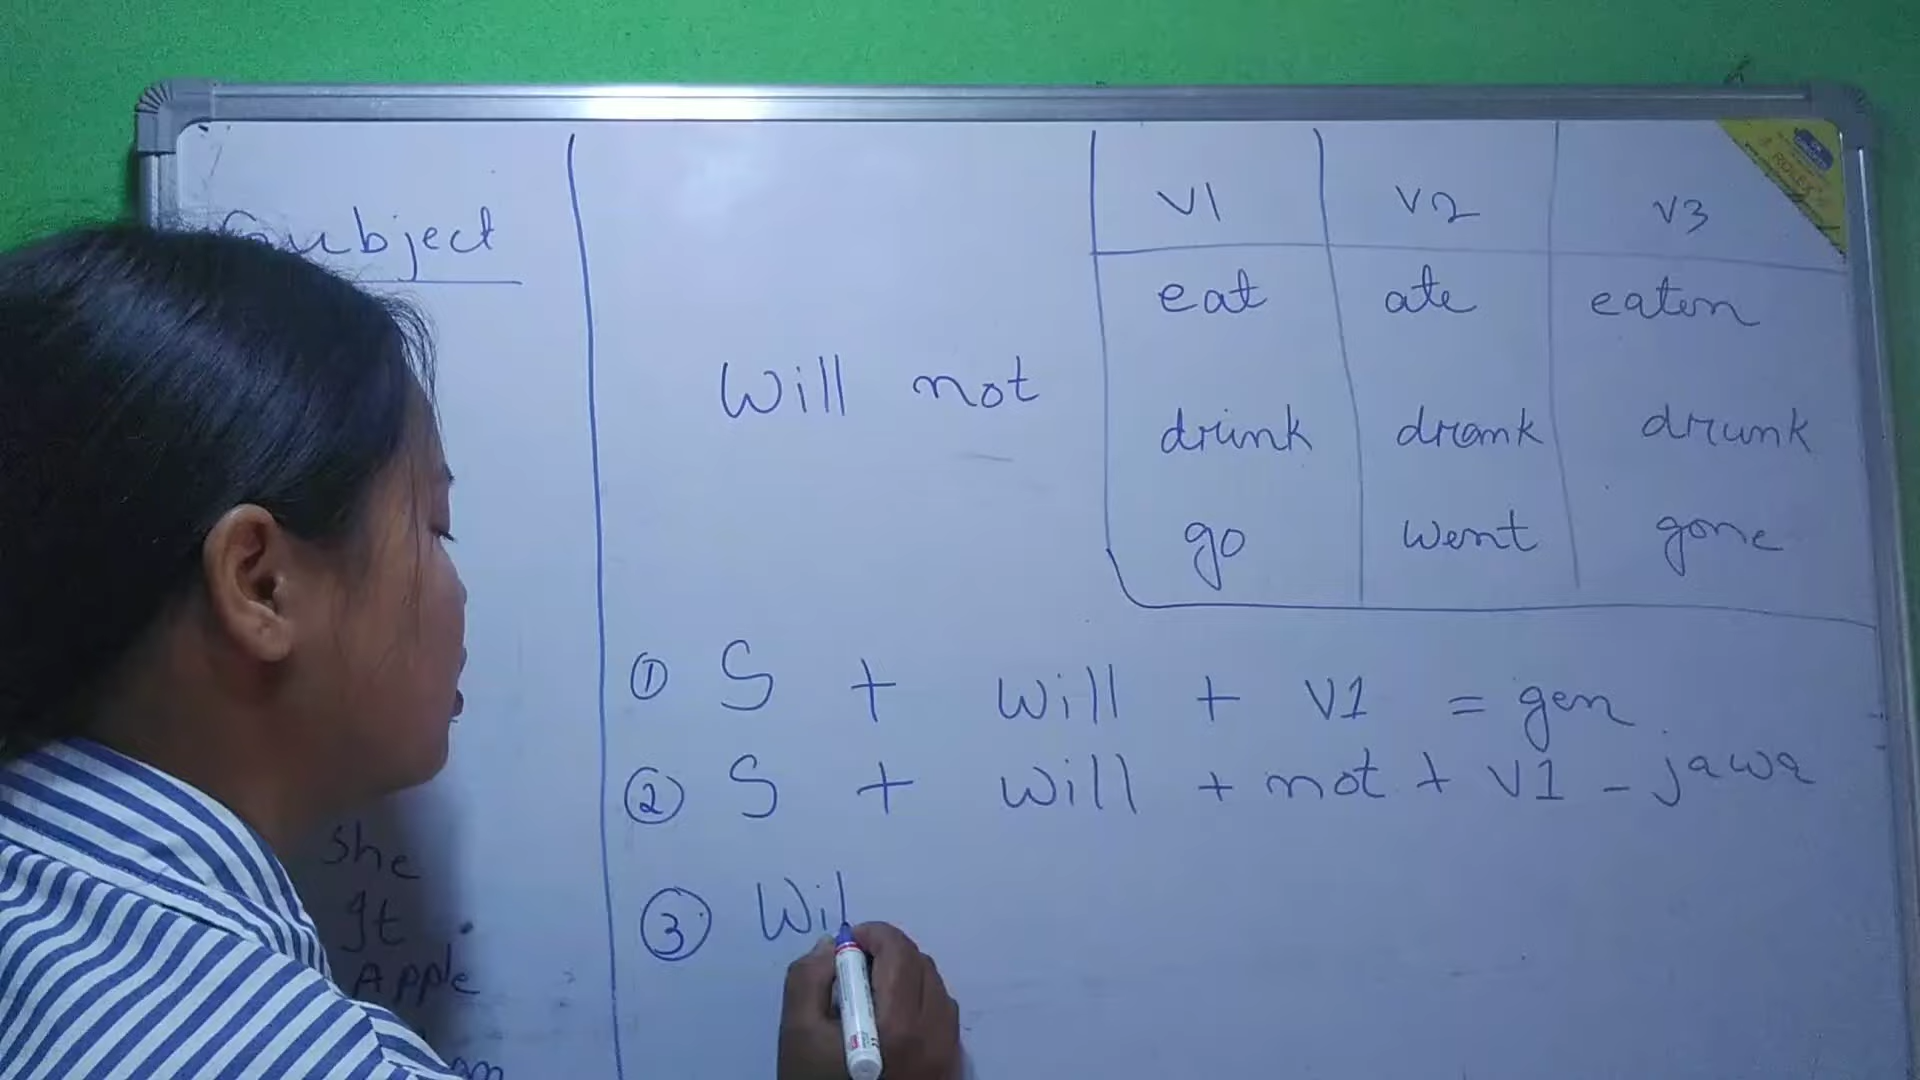 Subject
V1 V2 V3
eat ate eaten
Will not
drink drank drunk
go went gone
① S + will + V1 = gen
② S + will + not + V1 - jawa
③ Wil
She
It
Apple